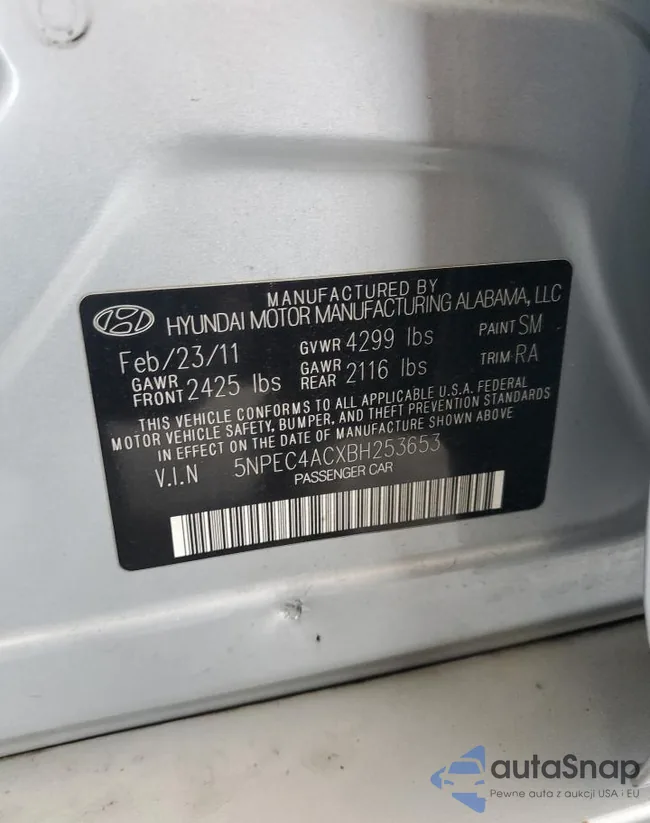 MANUFACTURED BY
HYUNDAI MOTOR MANUFACTURING ALABAMA, LLC
Feb/23/11 GVWR 4299 lbs PAINT SM
GAWR FRONT 2425 lbs GAWR REAR 2116 lbs TRIM RA
THIS VEHICLE CONFORMS TO ALL APPLICABLE U.S.A. FEDERAL
MOTOR VEHICLE SAFETY, BUMPER, AND THEFT PREVENTION STANDARDS
IN EFFECT ON THE DATE OF MANUFACTURE SHOWN ABOVE
V.I.N 5NPEC4ACXBH253653
PASSENGER CAR
autaSnap
Pewne auta z aukcji USA i EU